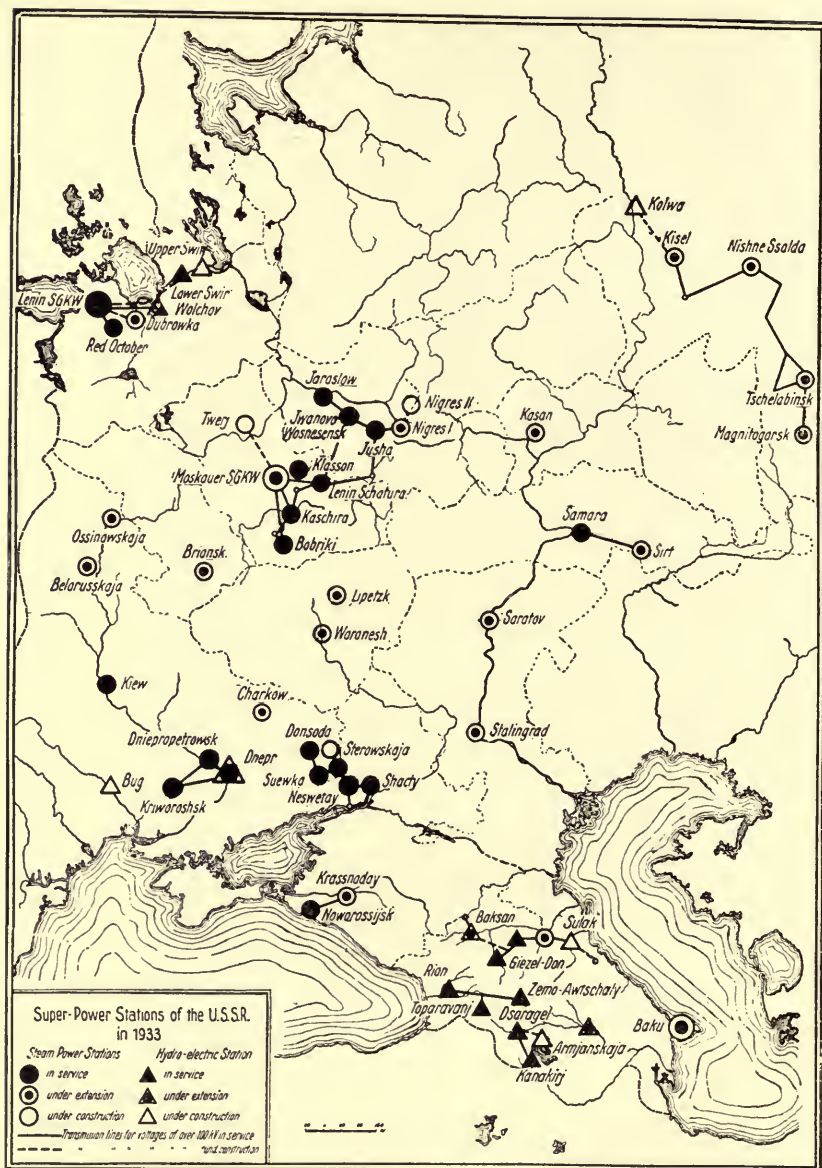 Kolwa
Kisel
Nishne Ssalda
Upper Swir
Lenin SGKW
Lower Swir
Wolchov
Dubrowka
Red October
Tschelabinsk
Jaroslow
Nigres II
Twerj
Jwanovo
Wosnesensk
Nigres I
Kasan
Magnitogarsk
Jusha
Klasson
Moskauer SGKW
Lenin Schatura
Kaschira
Samara
Ossinowskaja
Bobriki
Sirt
Briansk
Belarusskaja
Lipetzk
Saratov
Woronesh
Kiew
Charkow
Stalingrad
Donsoda
Dniepropetrowsk
Sterowskaja
Dnepr
Bug
Suewka
Shacty
Neswetay
Kriworoshsk
Krassnoday
Noworossijsk
Baksan
Sulak
Giezel-Don
Rion
Zemo-Awtschaly
Toparavanj
Dsoragel
Baku
Armjanskaja
Kanakirj
Super-Power Stations of the U.S.S.R.
in 1933
Steam Power Stations Hydro-electric Station
in service in service
under extension under extension
under construction under construction
Transmission lines for voltages of over 100 kV in service
" " " " " " und. construction